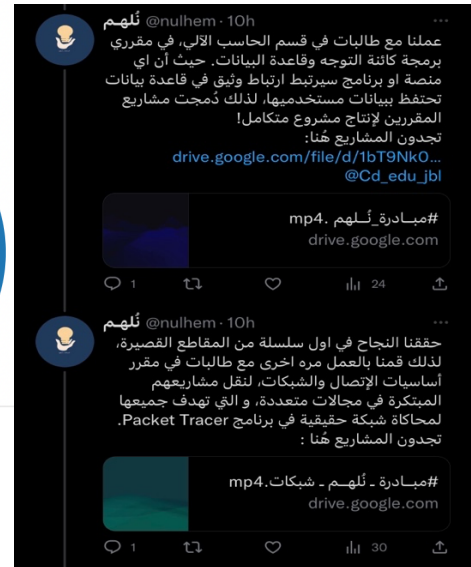 نُلهم @nulhem · 10h
عملنا مع طالبات في قسم الحاسب الآلي، في مقرري
برمجة كائنة التوجه وقاعدة البيانات. حيث أن اي
منصة او برنامج سيرتبط ارتباط وثيق في قاعدة بيانات
تحتفظ ببيانات مستخدميها، لذلك دُمجت مشاريع
المقررين لإنتاج مشروع متكامل!
تجدون المشاريع هُنا:
drive.google.com/file/d/1bT9Nk0...
@Cd_edu_jbl
#مبــادرة_نُــلهم .mp4
drive.google.com
1
24
نُلهم @nulhem · 10h
حققنا النجاح في اول سلسلة من المقاطع القصيرة،
لذلك قمنا بالعمل مره اخرى مع طالبات في مقرر
أساسيات الإتصال والشبكات، لنقل مشاريعهم
المبتكرة في مجالات متعددة، و التي تهدف جميعها
لمحاكاة شبكة حقيقية في برنامج Packet Tracer.
تجدون المشاريع هُنا :
#مبــادرة ـ نُلهــم ـ شبكات.mp4
drive.google.com
1
30